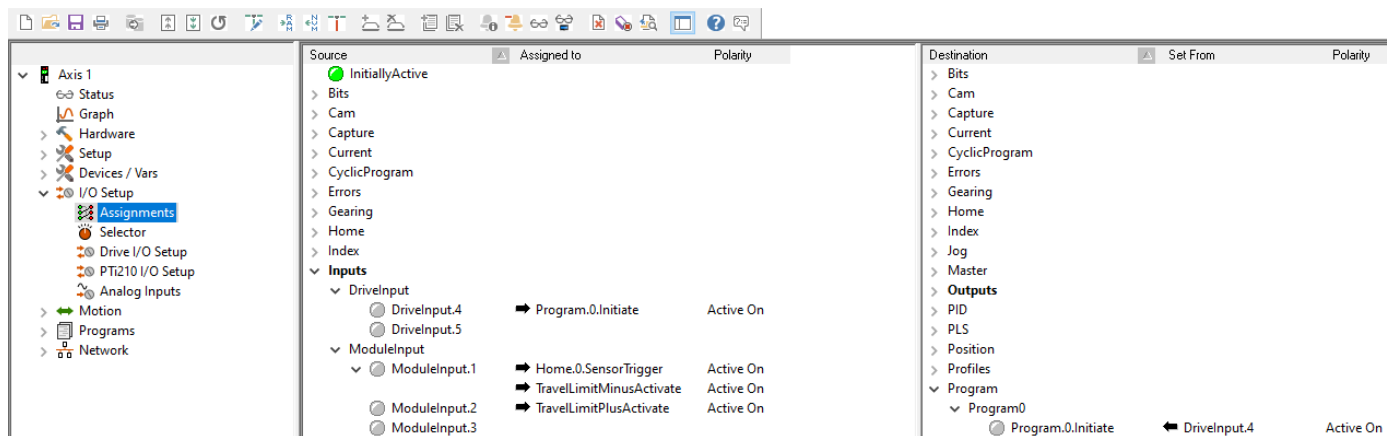 Source Assigned to Polarity
Destination Set From Polarity
Axis 1
Status
Graph
Hardware
Setup
Devices / Vars
I/O Setup
Assignments
Selector
Drive I/O Setup
PTi210 I/O Setup
Analog Inputs
Motion
Programs
Network
InitiallyActive
Bits
Cam
Capture
Current
CyclicProgram
Errors
Gearing
Home
Index
Inputs
DriveInput
DriveInput.4 Program.0.Initiate Active On
DriveInput.5
ModuleInput
ModuleInput.1 Home.0.SensorTrigger Active On
TravelLimitMinusActivate Active On
ModuleInput.2 TravelLimitPlusActivate Active On
ModuleInput.3
Bits
Cam
Capture
Current
CyclicProgram
Errors
Gearing
Home
Index
Jog
Master
Outputs
PID
PLS
Position
Profiles
Program
Program0
Program.0.Initiate DriveInput.4 Active On